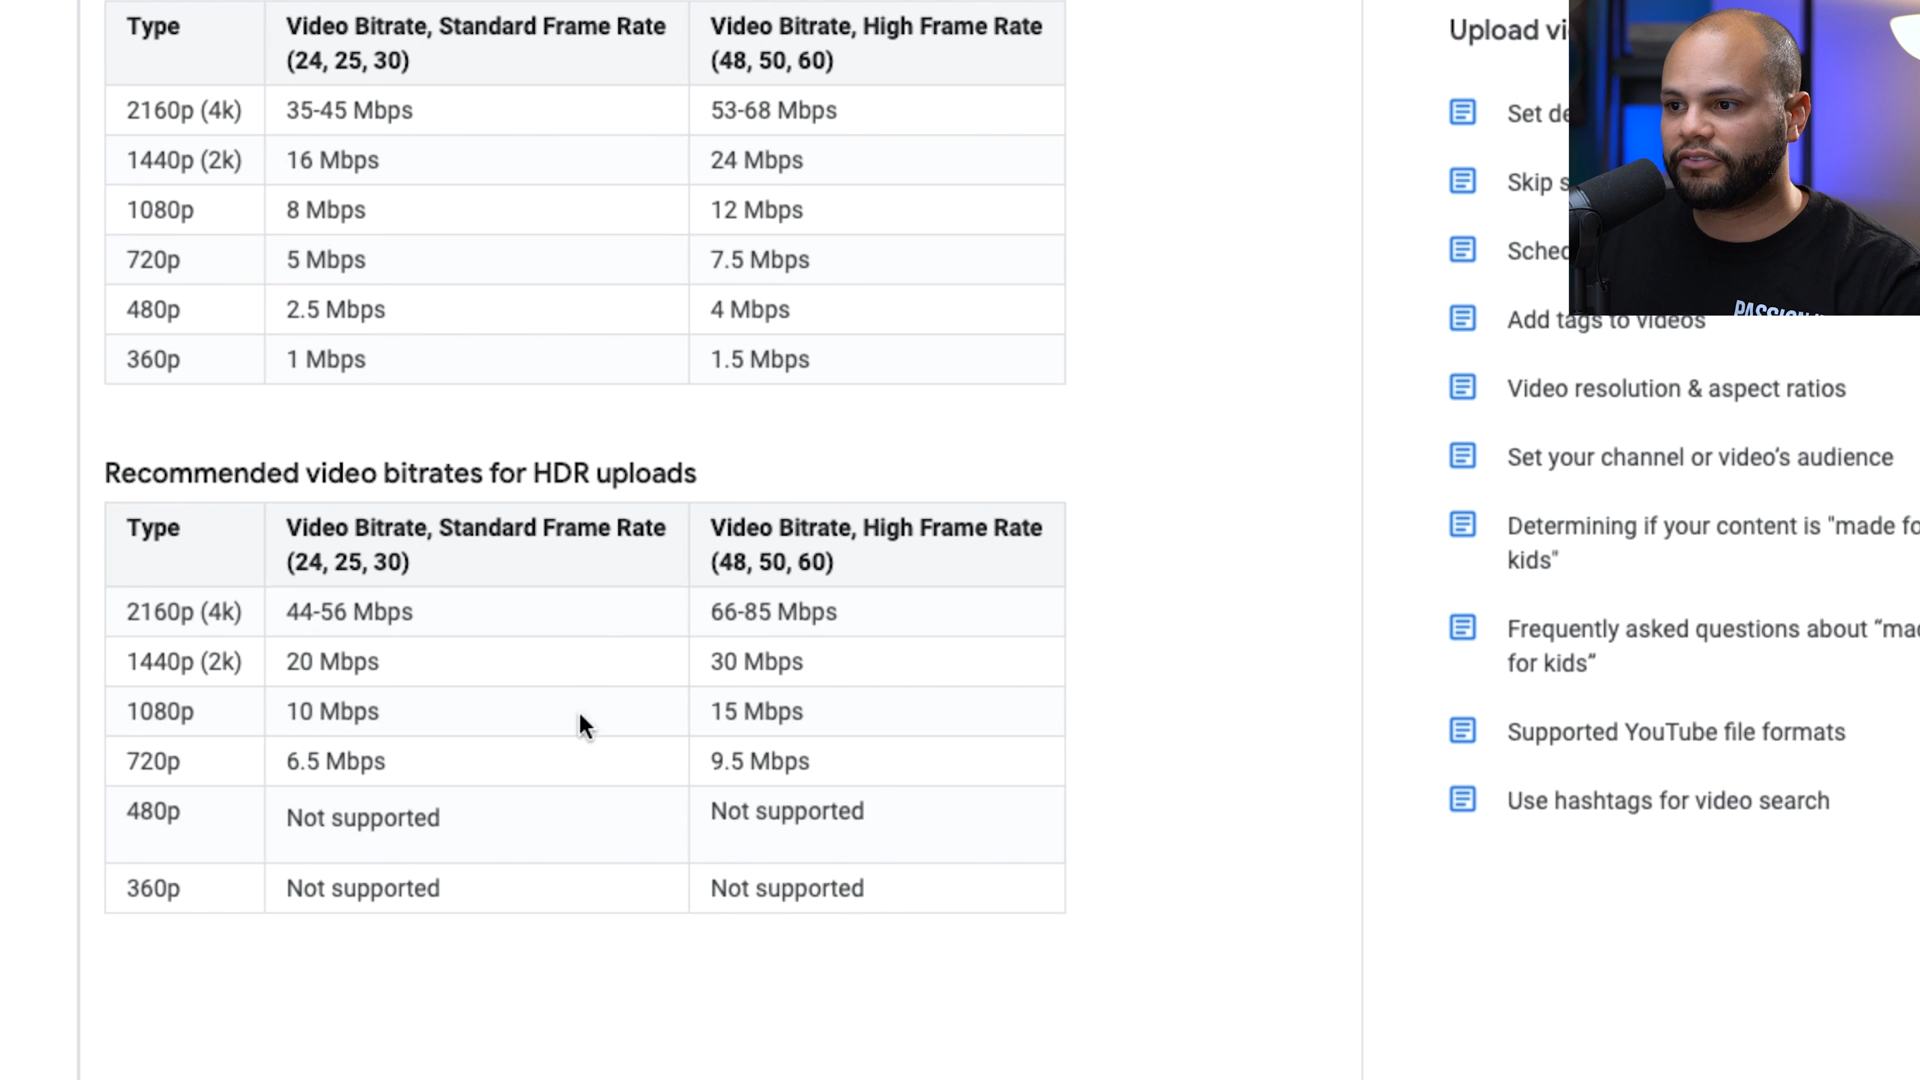 Type
Video Bitrate, Standard Frame Rate
(24, 25, 30)
Video Bitrate, High Frame Rate
(48, 50, 60)
2160p (4k)
35-45 Mbps
53-68 Mbps
1440p (2k)
16 Mbps
24 Mbps
1080p
8 Mbps
12 Mbps
720p
5 Mbps
7.5 Mbps
480p
2.5 Mbps
4 Mbps
360p
1 Mbps
1.5 Mbps
Recommended video bitrates for HDR uploads
Type
Video Bitrate, Standard Frame Rate
(24, 25, 30)
Video Bitrate, High Frame Rate
(48, 50, 60)
2160p (4k)
44-56 Mbps
66-85 Mbps
1440p (2k)
20 Mbps
30 Mbps
1080p
10 Mbps
15 Mbps
720p
6.5 Mbps
9.5 Mbps
480p
Not supported
Not supported
360p
Not supported
Not supported
Upload
Set
Skip
Add tags to videos
Video resolution & aspect ratios
Set your channel or video’s audience
Determining if your content is "made
kids"
Frequently asked questions about
for kids”
Supported YouTube file formats
Use hashtags for video search
PASSION